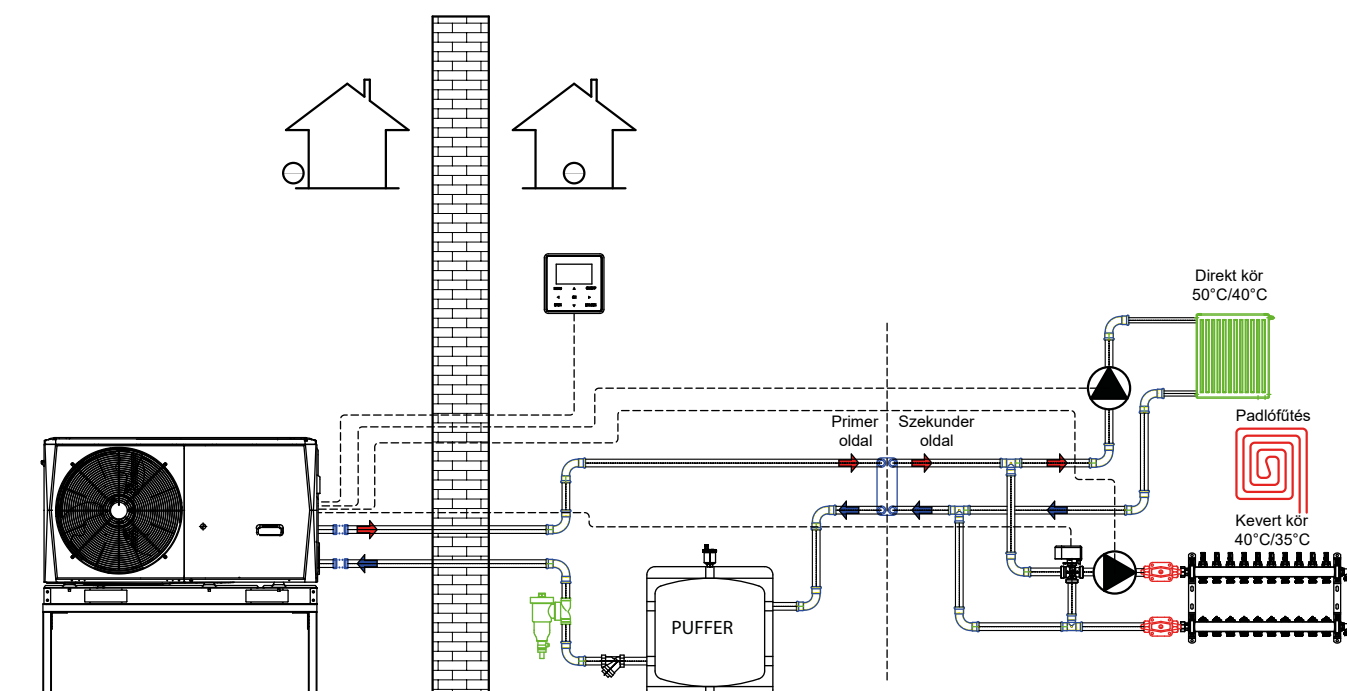 Direkt kör
50°C/40°C
Primer
oldal
Szekunder
oldal
Padlófűtés
Kevert kör
40°C/35°C
PUFFER